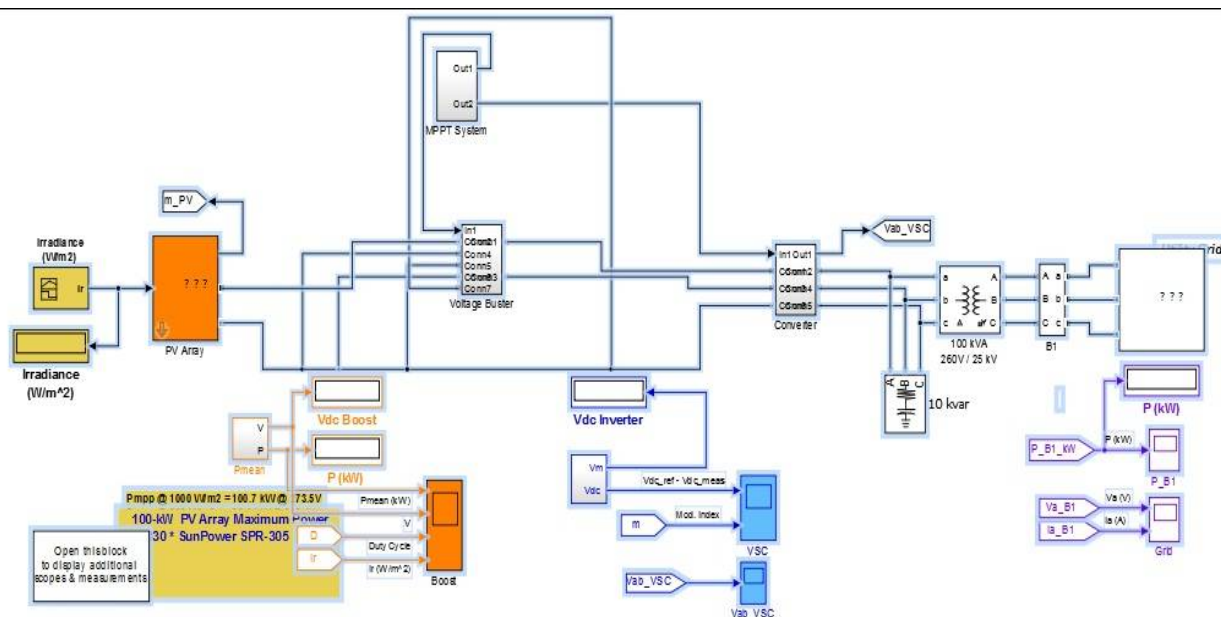 Out1
Out2
MPPT System
m_PV
Irradiance
(W/m2)
Ir
? ? ?
PV Array
Irradiance
(W/m^2)
In1
Conn4
Conn5
Conn7
Voltage Buster
In1 Out1
Converter
Vab_VSC
a A
b B
c C
100 kVA
260V / 25 kV
A a
B b
C c
B1
? ? ?
A B C
10 kvar
Vdc Boost
V
P
Pmean
P (kW)
Vdc Inverter
Vm
Vdc
Vdc_ref - Vdc_meas
m
Mod. Index
VSC
Vab_VSC
Vab_VSC
P (kW)
P_B1_kW
P (kW)
P_B1
Va_B1
Va (V)
Ia_B1
Ia (A)
Grid
Pmpp @ 1000 W/m2 = 100.7 kW @
73.5V
100-kW PV Array Maximum Power
30 * SunPower SPR-305
Pmean (kW)
V
D
Duty Cycle
Ir
Ir (W/m^2)
Boost
Open this block
to display additional
scopes & measurements